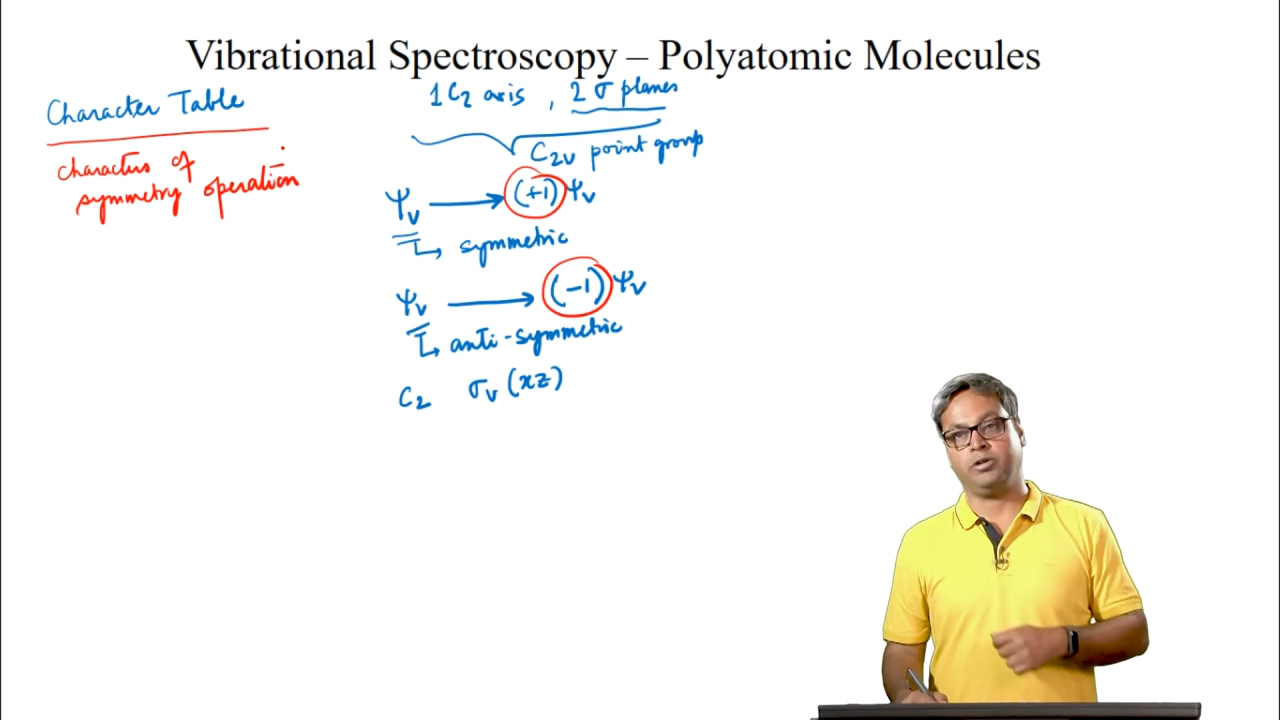 Vibrational Spectroscopy – Polyatomic Molecules
Character Table
characters of
symmetry operation
1 C₂ axis , 2 σ planes
C₂ᵥ point group
Ψᵥ ⟶ (+1) Ψᵥ
↳ symmetric
Ψᵥ ⟶ (−1) Ψᵥ
↳ anti-symmetric
C₂ σᵥ (xz)